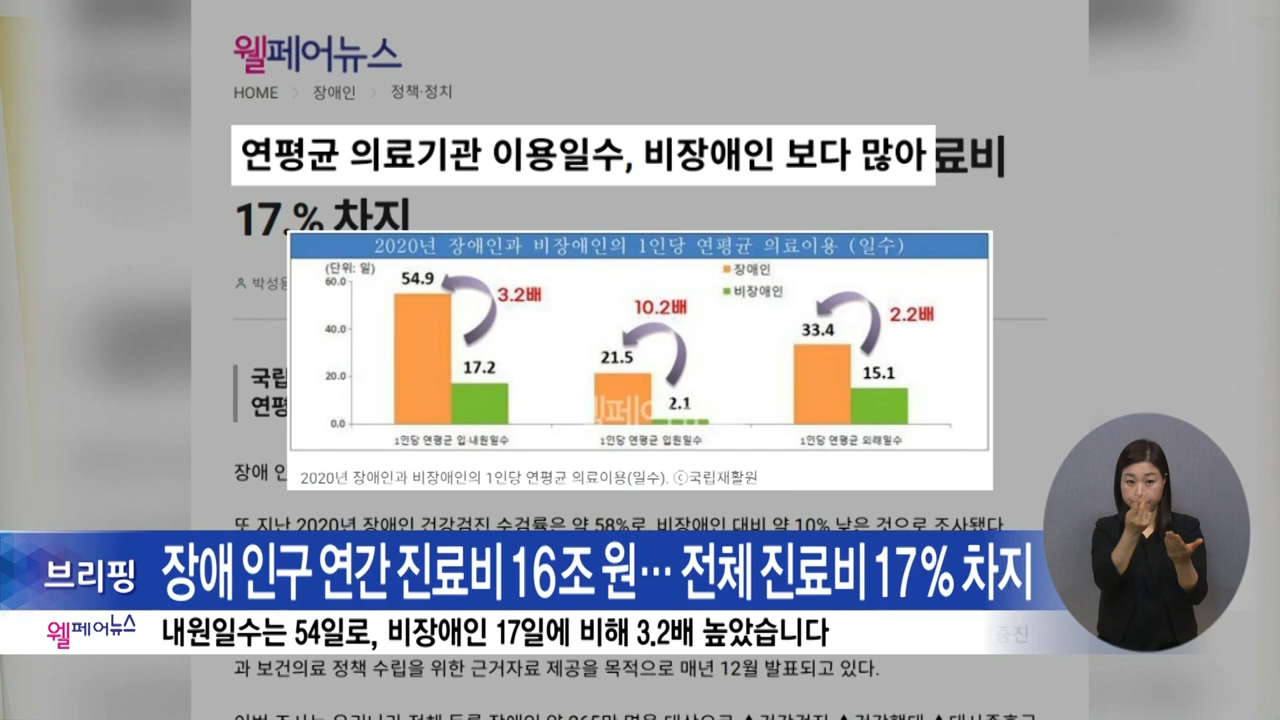 웰페어뉴스
HOME 장애인 정책·정치
연평균 의료기관 이용일수, 비장애인 보다 많아료비
17.% 차지
박성용
2020년 장애인과 비장애인의 1인당 연평균 의료이용 (일수)
(단위: 일)
장애인
비장애인
60.0
40.0
20.0
0.0
54.9
3.2배
17.2
10.2배
21.5
2.1
2.2배
33.4
15.1
1인당 연평균 입·내원일수
1인당 연평균 입원일수
1인당 연평균 외래일수
2020년 장애인과 비장애인의 1인당 연평균 의료이용(일수). ⓒ국립재활원
국립
연평
장애 인
또 지난 2020년 장애인 건강검진 수검률은 약 58%로, 비장애인 대비 약 10% 낮은 것으로 조사됐다
브리핑
장애 인구 연간 진료비 16조 원… 전체 진료비 17% 차지
웰페어뉴스
내원일수는 54일로, 비장애인 17일에 비해 3.2배 높았습니다
증진
과 보건의료 정책 수립을 위한 근거자료 제공을 목적으로 매년 12월 발표되고 있다.